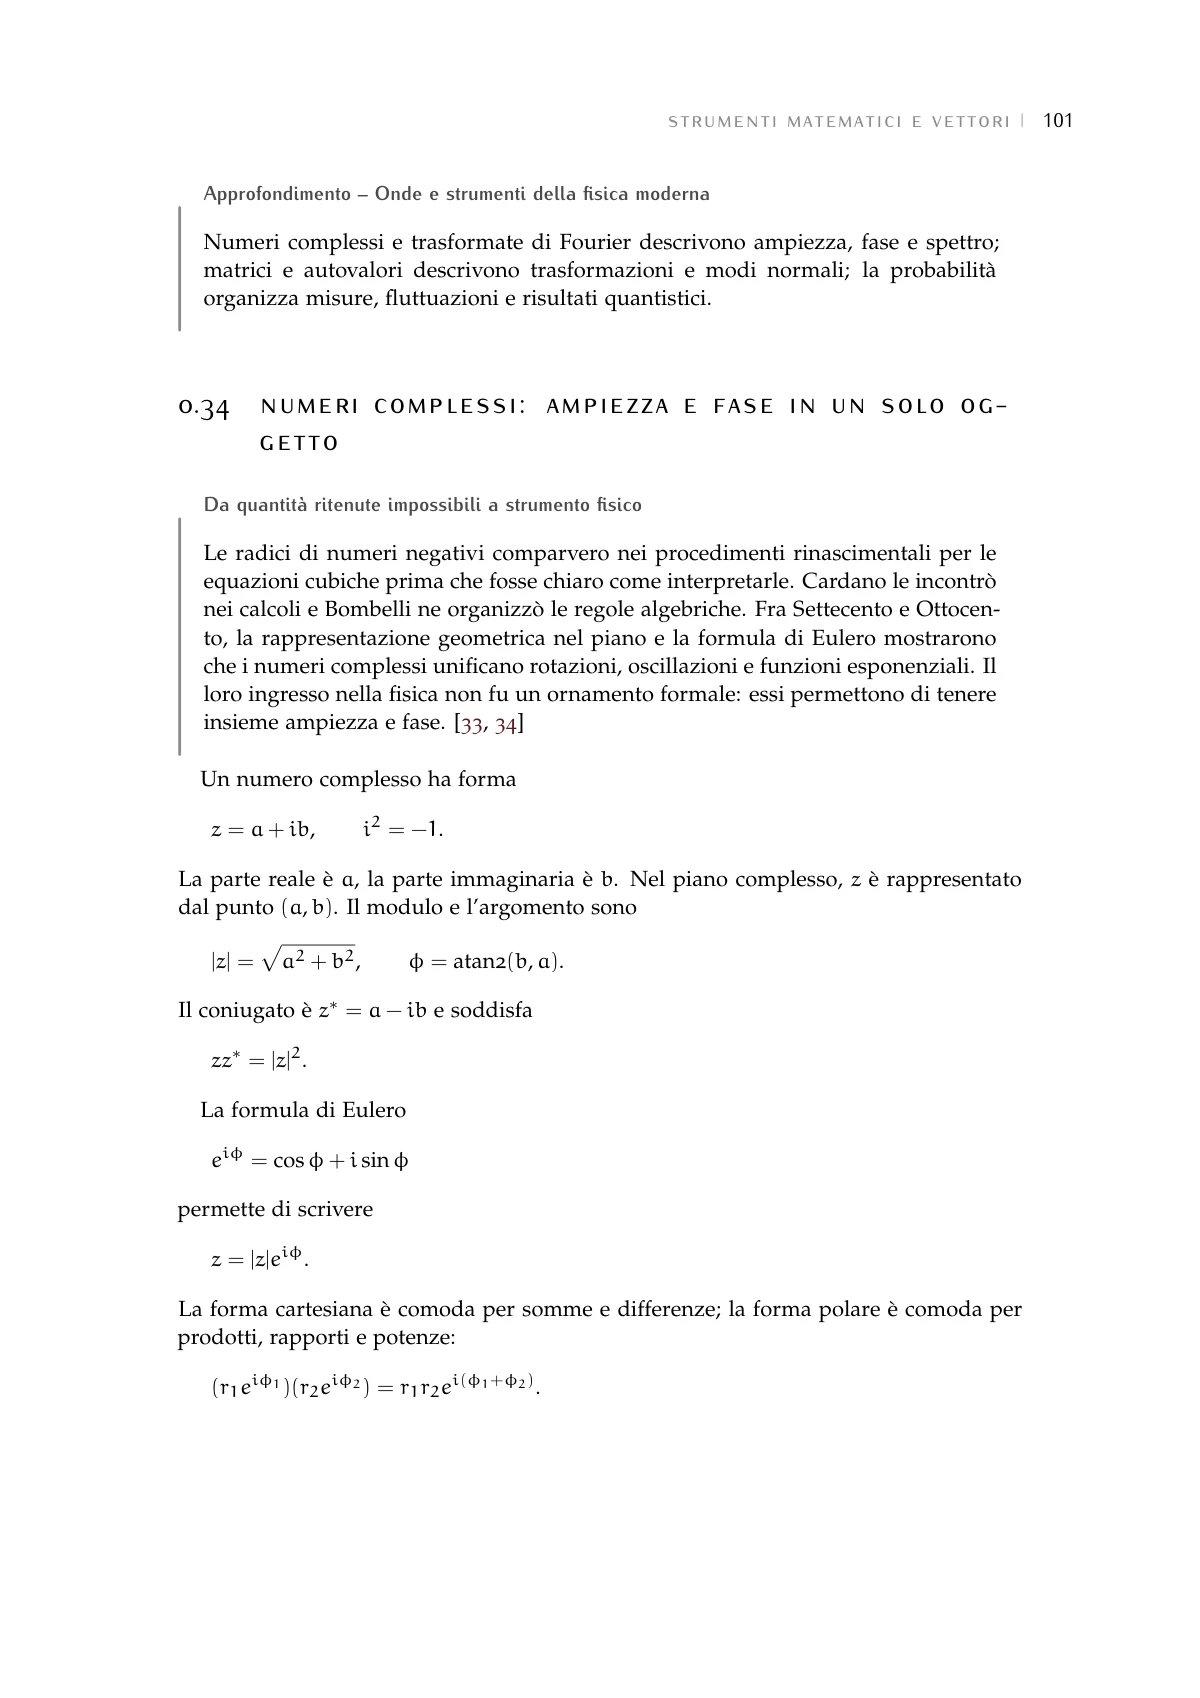 STRUMENTI MATEMATICI E VETTORI | 101
Approfondimento – Onde e strumenti della fisica moderna
Numeri complessi e trasformate di Fourier descrivono ampiezza, fase e spettro;
matrici e autovalori descrivono trasformazioni e modi normali; la probabilità
organizza misure, fluttuazioni e risultati quantistici.
0.34 NUMERI COMPLESSI: AMPIEZZA E FASE IN UN SOLO OG-
GETTO
Da quantità ritenute impossibili a strumento fisico
Le radici di numeri negativi comparvero nei procedimenti rinascimentali per le
equazioni cubiche prima che fosse chiaro come interpretarle. Cardano le incontrò
nei calcoli e Bombelli ne organizzò le regole algebriche. Fra Settecento e Ottocen-
to, la rappresentazione geometrica nel piano e la formula di Eulero mostrarono
che i numeri complessi unificano rotazioni, oscillazioni e funzioni esponenziali. Il
loro ingresso nella fisica non fu un ornamento formale: essi permettono di tenere
insieme ampiezza e fase. [33, 34]
Un numero complesso ha forma
z = a + ib, i² = −1.
La parte reale è a, la parte immaginaria è b. Nel piano complesso, z è rappresentato
dal punto (a, b). Il modulo e l'argomento sono
|z| = √(a² + b²), ϕ = atan2(b, a).
Il coniugato è z* = a − ib e soddisfa
zz* = |z|².
La formula di Eulero
e^{iϕ} = cos ϕ + i sin ϕ
permette di scrivere
z = |z|e^{iϕ}.
La forma cartesiana è comoda per somme e differenze; la forma polare è comoda per
prodotti, rapporti e potenze:
(r₁e^{iϕ₁})(r₂e^{iϕ₂}) = r₁r₂e^{i(ϕ₁+ϕ₂)}.